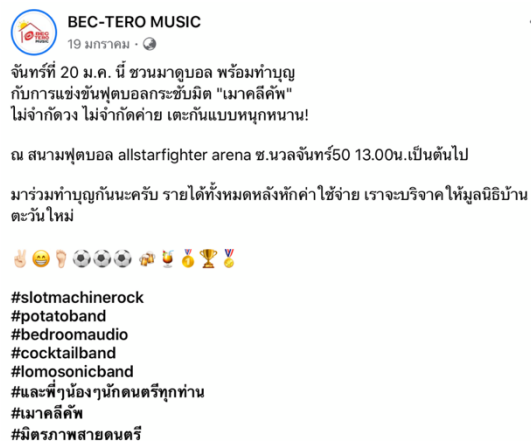 BEC-TERO MUSIC
BEC
TERO
MUSIC
19 มกราคม ·
จันทร์ที่ 20 ม.ค. นี้ ชวนมาดูบอล พร้อมทำบุญ
กับการแข่งขันฟุตบอลกระชับมิต "เมาคลีคัพ"
ไม่จำกัดวง ไม่จำกัดค่าย เตะกันแบบหนุกหนาน!
ณ สนามฟุตบอล allstarfighter arena ซ.นวลจันทร์50 13.00น.เป็นต้นไป
มาร่วมทำบุญกันนะครับ รายได้ทั้งหมดหลังหักค่าใช้จ่าย เราจะบริจาคให้มูลนิธิบ้าน
ตะวันใหม่
✌🏻😁🦶🏻⚽⚽⚽ 🍻🍹🥇🏆🏅
#slotmachinerock
#potatoband
#bedroomaudio
#cocktailband
#lomosonicband
#และพี่ๆน้องๆนักดนตรีทุกท่าน
#เมาคลีคัพ
#มิตรภาพสายดนตรี